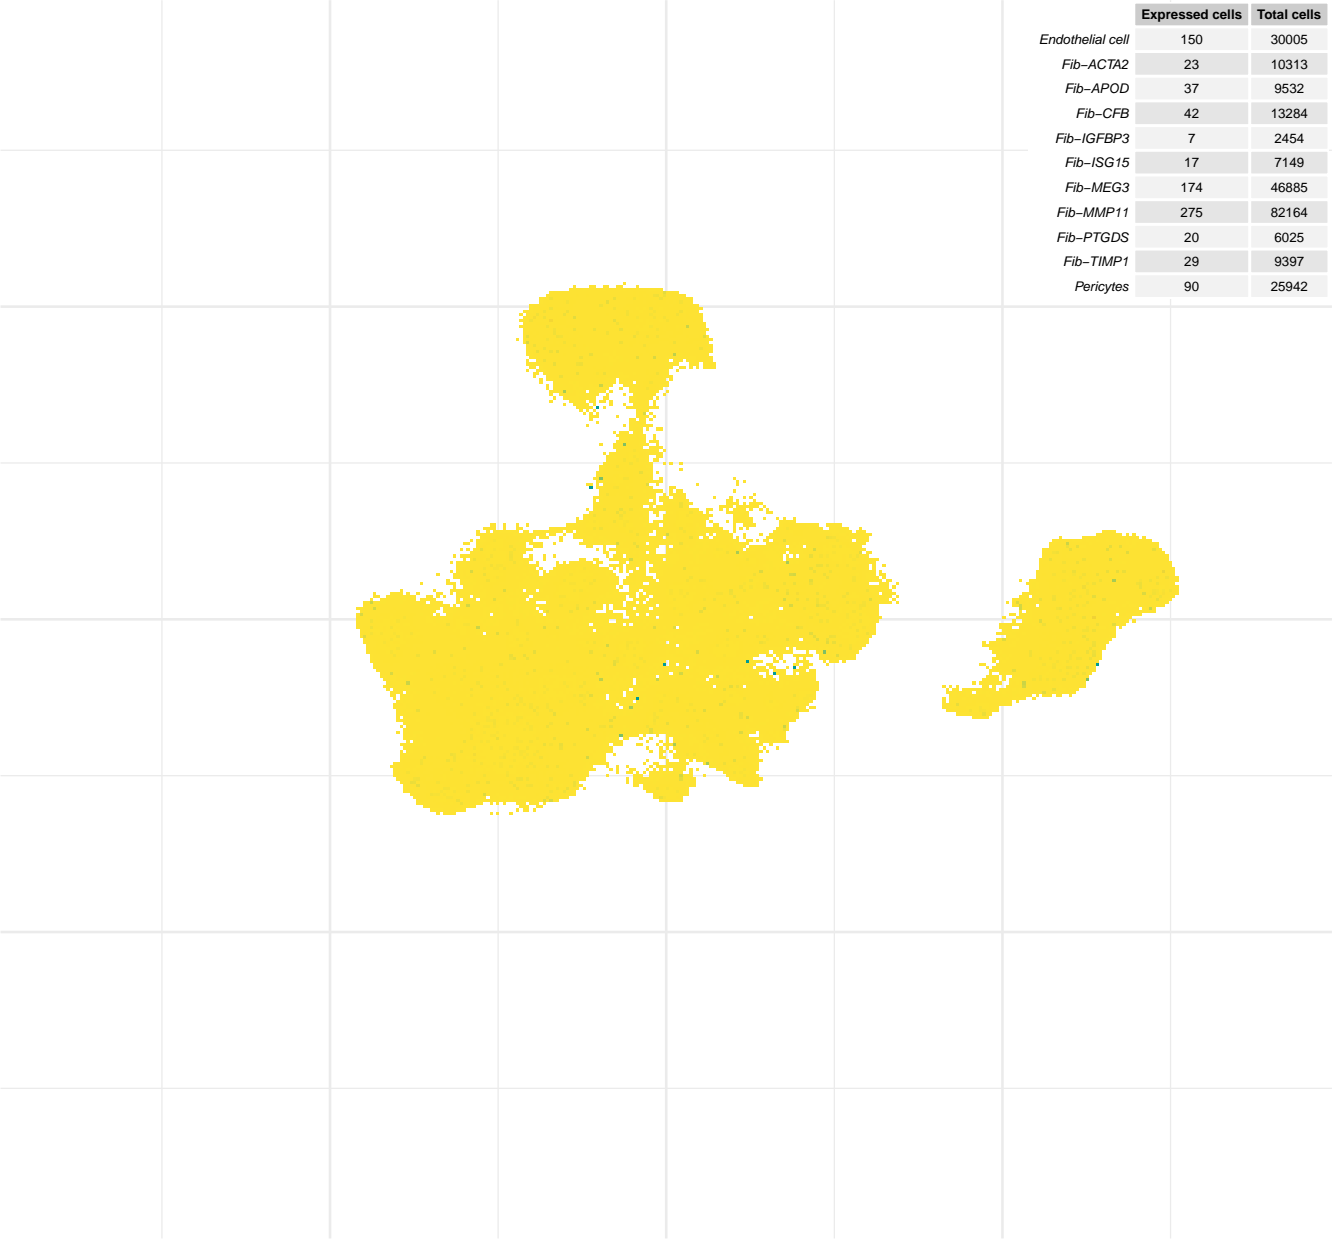 Expressed cells Total cells
Endothelial cell 150 30005
Fib−ACTA2 23 10313
Fib−APOD 37 9532
Fib−CFB 42 13284
Fib−IGFBP3 7 2454
Fib−ISG15 17 7149
Fib−MEG3 174 46885
Fib−MMP11 275 82164
Fib−PTGDS 20 6025
Fib−TIMP1 29 9397
Pericytes 90 25942